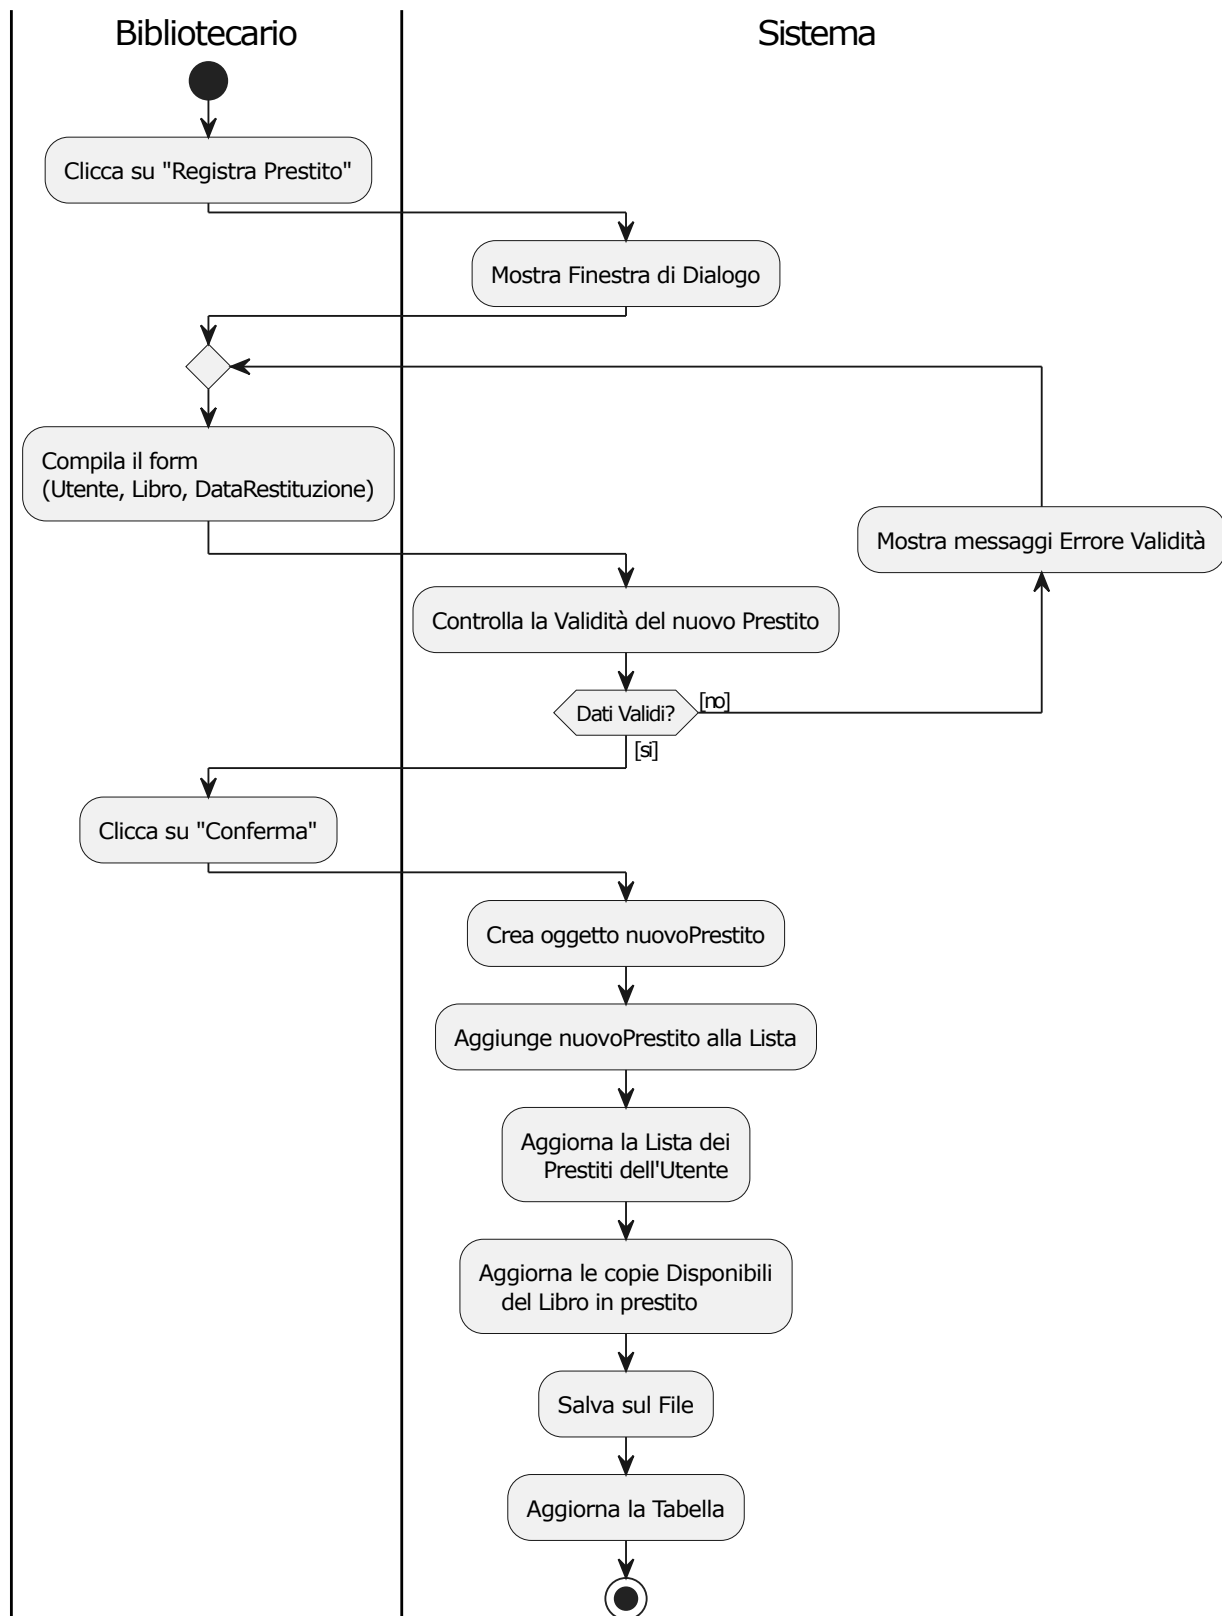 Bibliotecario
Sistema
Clicca su "Registra Prestito"
Mostra Finestra di Dialogo
Compila il form
(Utente, Libro, DataRestituzione)
Mostra messaggi Errore Validità
Controlla la Validità del nuovo Prestito
Dati Validi?
[no]
[si]
Clicca su "Conferma"
Crea oggetto nuovoPrestito
Aggiunge nuovoPrestito alla Lista
Aggiorna la Lista dei
Prestiti dell'Utente
Aggiorna le copie Disponibili
del Libro in prestito
Salva sul File
Aggiorna la Tabella